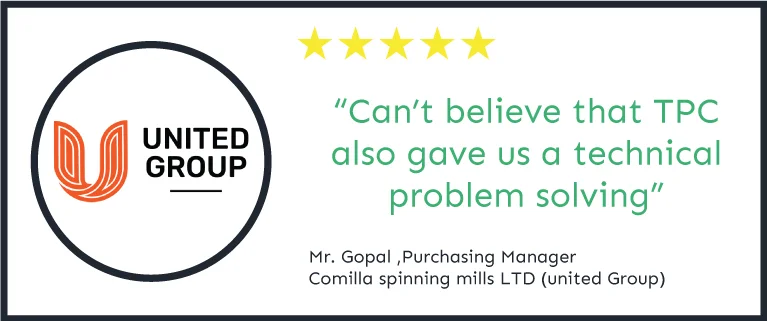 UNITED
GROUP
“Can’t believe that TPC
also gave us a technical
problem solving”
Mr. Gopal ,Purchasing Manager
Comilla spinning mills LTD (united Group)